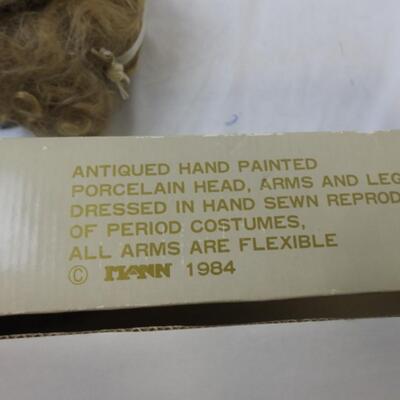 ANTIQUED HAND PAINTED
PORCELAIN HEAD, ARMS AND LEG
DRESSED IN HAND SEWN REPROD
OF PERIOD COSTUMES,
ALL ARMS ARE FLEXIBLE
© MANN 1984